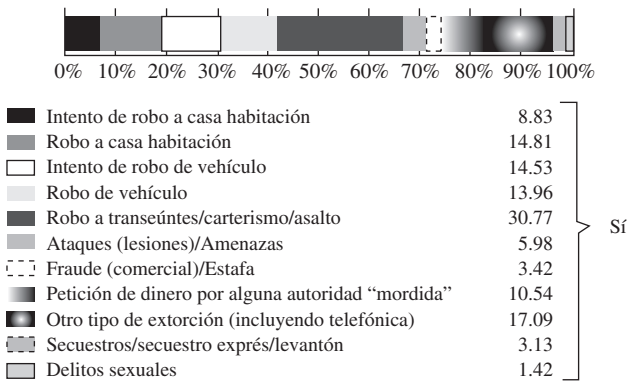 0% 10% 20% 30% 40% 50% 60% 70% 80% 90% 100%
Intento de robo a casa habitación 8.83
Robo a casa habitación 14.81
Intento de robo de vehículo 14.53
Robo de vehículo 13.96
Robo a transeúntes/carterismo/asalto 30.77
Ataques (lesiones)/Amenazas 5.98
Fraude (comercial)/Estafa 3.42
Petición de dinero por alguna autoridad “mordida” 10.54
Otro tipo de extorción (incluyendo telefónica) 17.09
Secuestros/secuestro exprés/levantón 3.13
Delitos sexuales 1.42
Sí